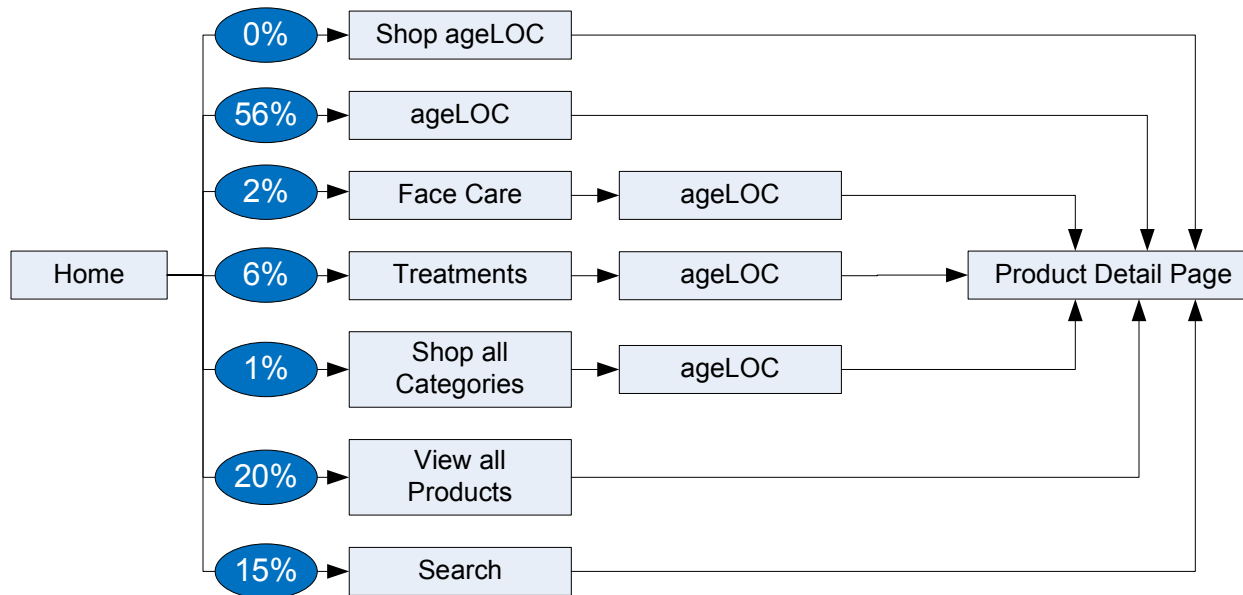 0%
Shop ageLOC
56%
ageLOC
2%
Face Care
ageLOC
Home
6%
Treatments
ageLOC
Product Detail Page
1%
Shop all
Categories
ageLOC
20%
View all
Products
15%
Search